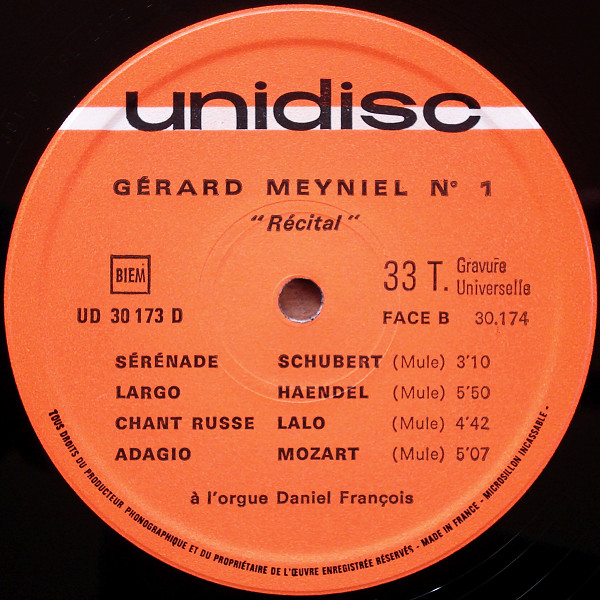 unidisc
GÉRARD MEYNIEL N° 1
"Récital"
BIEM
33 T. Gravure
Universelle
UD 30 173 D
FACE B 30.174
SÉRÉNADE SCHUBERT (Mule) 3'10
LARGO HAENDEL (Mule) 5'50
CHANT RUSSE LALO (Mule) 4'42
ADAGIO MOZART (Mule) 5'07
à l'orgue Daniel François
TOUS DROITS DU PRODUCTEUR PHONOGRAPHIQUE ET DU PROPRIÉTAIRE DE L'ŒUVRE ENREGISTRÉE RÉSERVÉS - MADE IN FRANCE - MICROSILLON INCASSABLE -